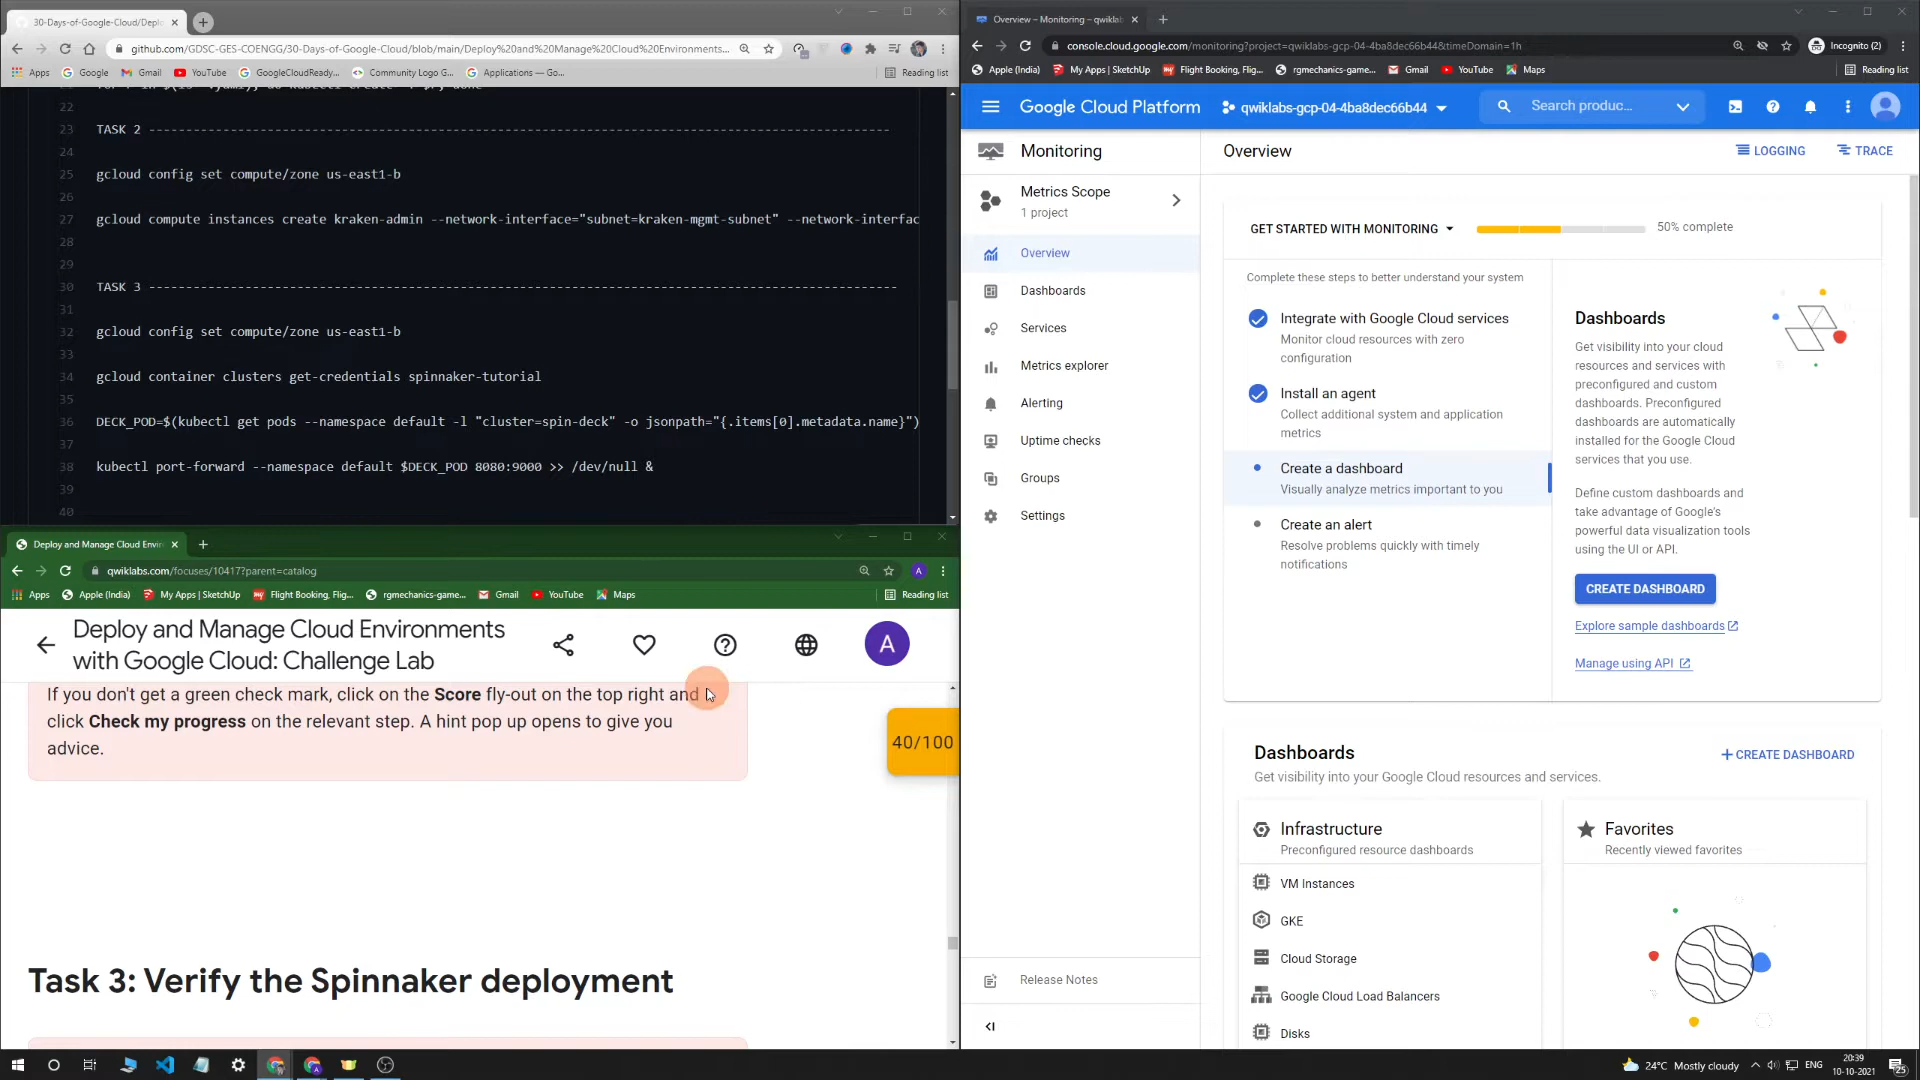 30-Days-of-Google-Cloud/Depl
github.com/GDSC-GES-COENGG/30-Days-of-Google-Cloud/blob/main/Deploy%20and%20Manage%20Cloud%20Environments...
Apps
Google
Gmail
YouTube
GoogleCloudReady...
Community Logo G...
Applications — Go...
Reading list
22
23 TASK 2 ----------------------------------------------------------------------------------------------------
24
25 gcloud config set compute/zone us-east1-b
26
27 gcloud compute instances create kraken-admin --network-interface="subnet=kraken-mgmt-subnet" --network-interfac
28
29
30 TASK 3 -----------------------------------------------------------------------------------------------------
31
32 gcloud config set compute/zone us-east1-b
33
34 gcloud container clusters get-credentials spinnaker-tutorial
35
36 DECK_POD=$(kubectl get pods --namespace default -l "cluster=spin-deck" -o jsonpath="{.items[0].metadata.name}")
37
38 kubectl port-forward --namespace default $DECK_POD 8080:9000 >> /dev/null &
39
40
Deploy and Manage Cloud Envir
qwiklabs.com/focuses/10417?parent=catalog
A
Apps
Apple (India)
My Apps | SketchUp
Flight Booking, Flig...
rgmechanics-game...
Gmail
YouTube
Maps
Reading list
Deploy and Manage Cloud Environments
with Google Cloud: Challenge Lab
A
If you don't get a green check mark, click on the Score fly-out on the top right and
click Check my progress on the relevant step. A hint pop up opens to give you
advice.
40/100
Task 3: Verify the Spinnaker deployment
Overview – Monitoring – qwiklab
console.cloud.google.com/monitoring?project=qwiklabs-gcp-04-4ba8dec66b44&timeDomain=1h
Incognito (2)
Apple (India)
My Apps | SketchUp
Flight Booking, Flig...
rgmechanics-game...
Gmail
YouTube
Maps
Reading list
Google Cloud Platform
qwiklabs-gcp-04-4ba8dec66b44
Search produc...
Monitoring
Metrics Scope
1 project
Overview
Dashboards
Services
Metrics explorer
Alerting
Uptime checks
Groups
Settings
Release Notes
Overview
LOGGING
TRACE
GET STARTED WITH MONITORING
50% complete
Complete these steps to better understand your system
Integrate with Google Cloud services
Monitor cloud resources with zero
configuration
Install an agent
Collect additional system and application
metrics
Create a dashboard
Visually analyze metrics important to you
Create an alert
Resolve problems quickly with timely
notifications
Dashboards
Get visibility into your cloud
resources and services with
preconfigured and custom
dashboards. Preconfigured
dashboards are automatically
installed for the Google Cloud
services that you use.
Define custom dashboards and
take advantage of Google's
powerful data visualization tools
using the UI or API.
CREATE DASHBOARD
Explore sample dashboards
Manage using API
Dashboards
Get visibility into your Google Cloud resources and services.
+ CREATE DASHBOARD
Infrastructure
Preconfigured resource dashboards
VM Instances
GKE
Cloud Storage
Google Cloud Load Balancers
Disks
Favorites
Recently viewed favorites
24°C Mostly cloudy
ENG
20:39
10-10-2021
25